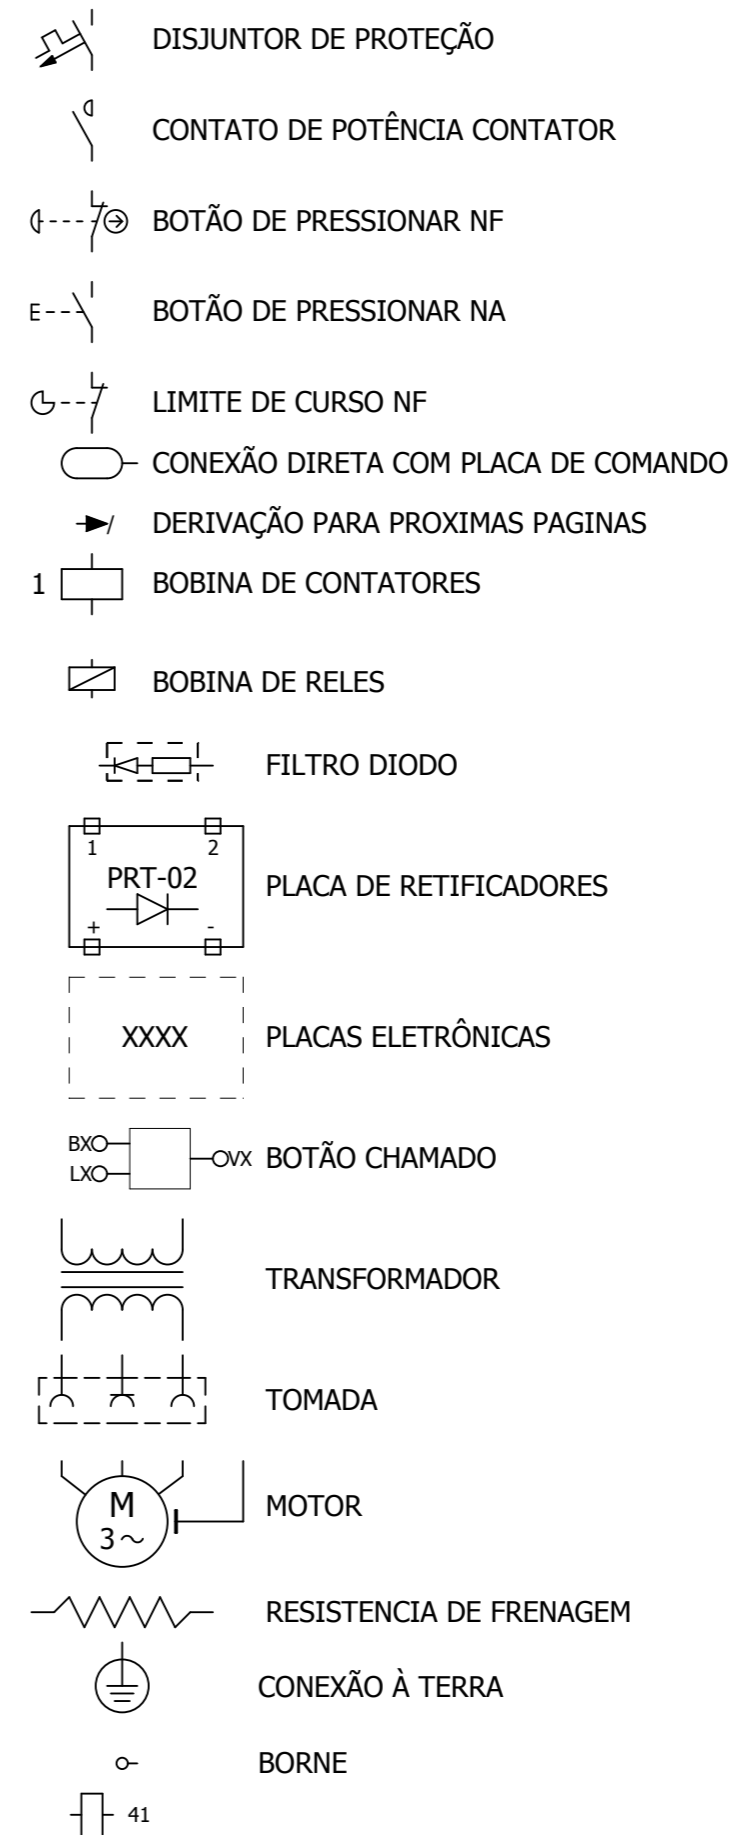 DISJUNTOR DE PROTEÇÃO
CONTATO DE POTÊNCIA CONTATOR
BOTÃO DE PRESSIONAR NF
E BOTÃO DE PRESSIONAR NA
LIMITE DE CURSO NF
CONEXÃO DIRETA COM PLACA DE COMANDO
DERIVAÇÃO PARA PROXIMAS PAGINAS
1 BOBINA DE CONTATORES
BOBINA DE RELES
FILTRO DIODO
1 2
PRT-02
PLACA DE RETIFICADORES
+ -
XXXX PLACAS ELETRÔNICAS
BX
LX
VX BOTÃO CHAMADO
TRANSFORMADOR
TOMADA
M
3~
MOTOR
RESISTENCIA DE FRENAGEM
CONEXÃO À TERRA
BORNE
41